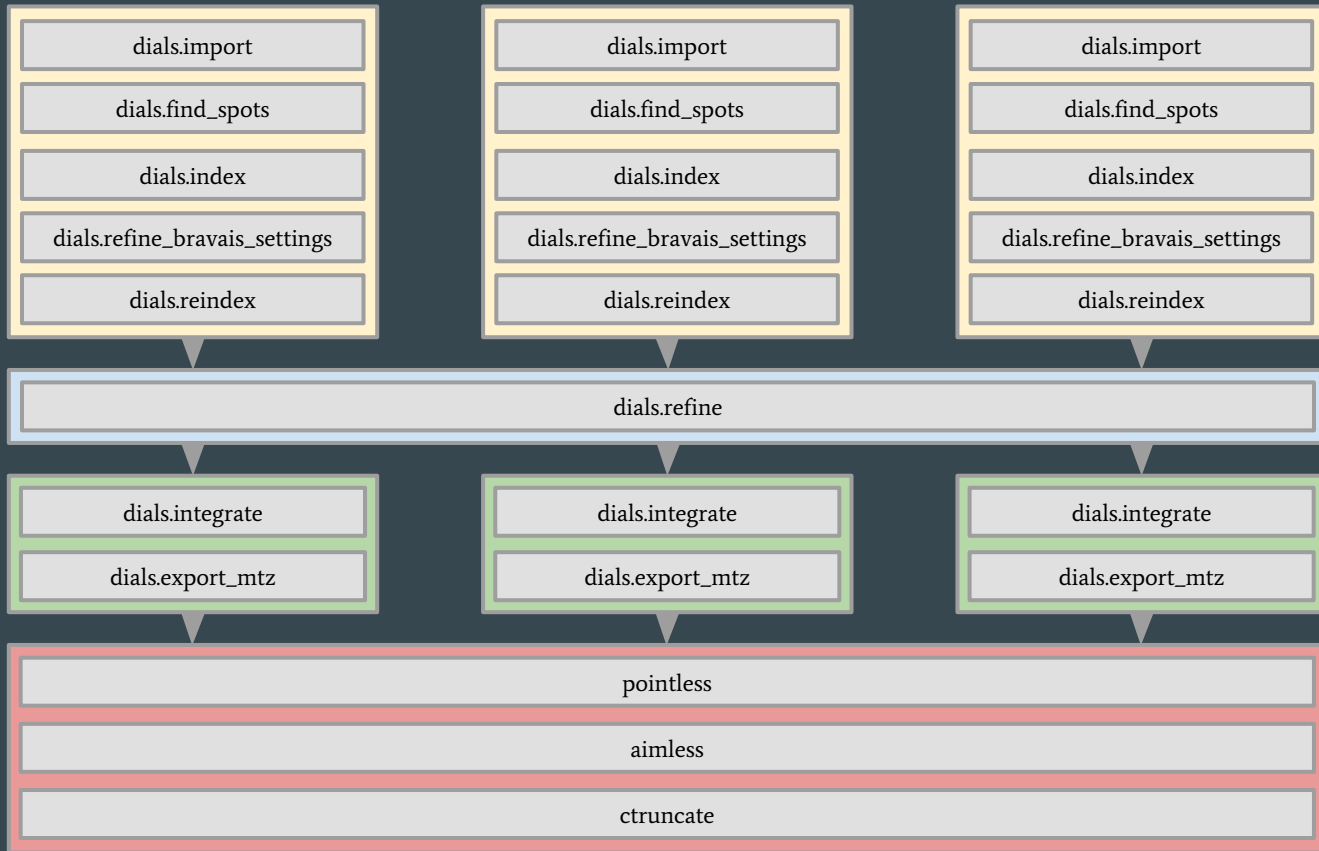 dials.import
dials.find_spots
dials.index
dials.refine_bravais_settings
dials.reindex
dials.import
dials.find_spots
dials.index
dials.refine_bravais_settings
dials.reindex
dials.import
dials.find_spots
dials.index
dials.refine_bravais_settings
dials.reindex
dials.refine
dials.integrate
dials.export_mtz
dials.integrate
dials.export_mtz
dials.integrate
dials.export_mtz
pointless
aimless
ctruncate